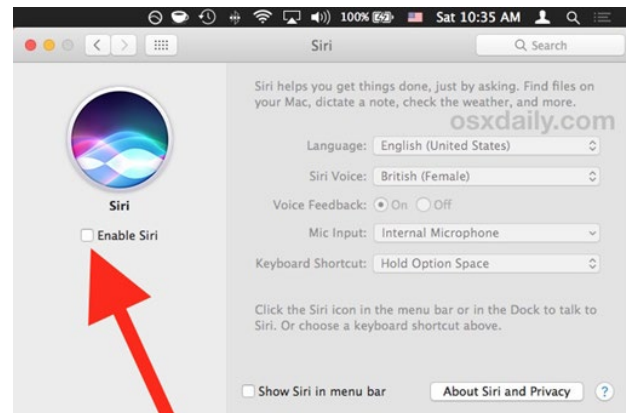 100% Sat 10:35 AM
Siri
Search
Siri helps you get things done, just by asking. Find files on
your Mac, dictate a note, check the weather, and more.
osxdaily.com
Language: English (United States)
Siri Voice: British (Female)
Siri
Voice Feedback: On Off
Enable Siri
Mic Input: Internal Microphone
Keyboard Shortcut: Hold Option Space
Click the Siri icon in the menu bar or in the Dock to talk to
Siri. Or choose a keyboard shortcut above.
Show Siri in menu bar About Siri and Privacy ?